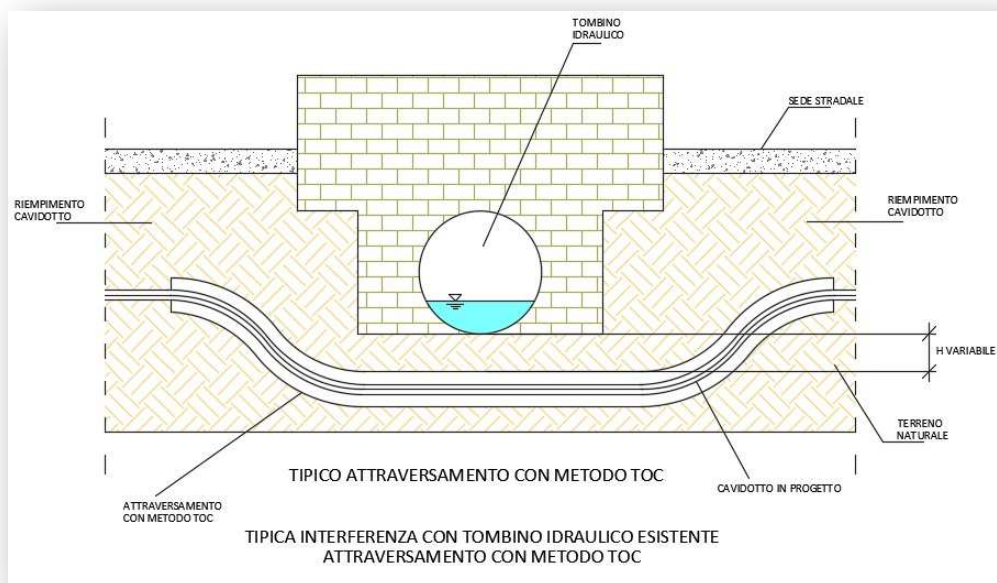 TOMBINO
IDRAULICO
SEDE STRADALE
RIEMPIMENTO
CAVIDOTTO
RIEMPIMENTO
CAVIDOTTO
H VARIABILE
TERRENO
NATURALE
TIPICO ATTRAVERSAMENTO CON METODO TOC
CAVIDOTTO IN PROGETTO
ATTRAVERSAMENTO
CON METODO TOC
TIPICA INTERFERENZA CON TOMBINO IDRAULICO ESISTENTE
ATTRAVERSAMENTO CON METODO TOC